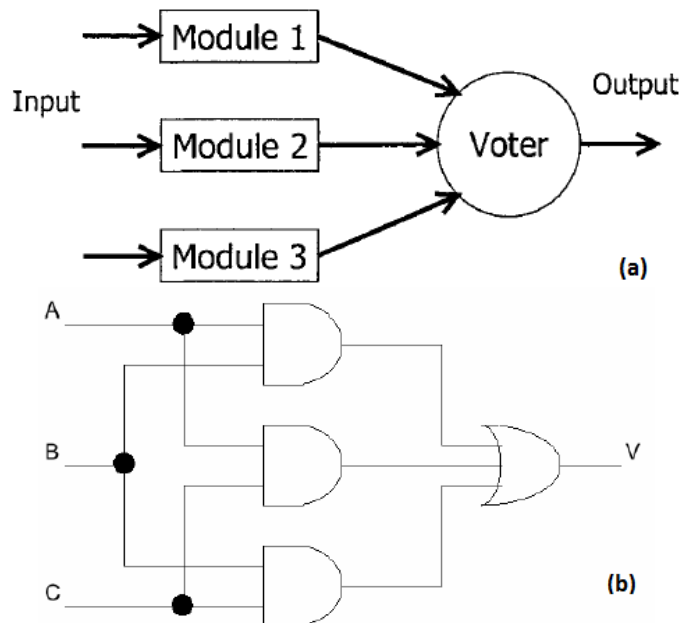 Module 1
Input
Output
Module 2
Voter
Module 3
(a)
A
B
V
C
(b)